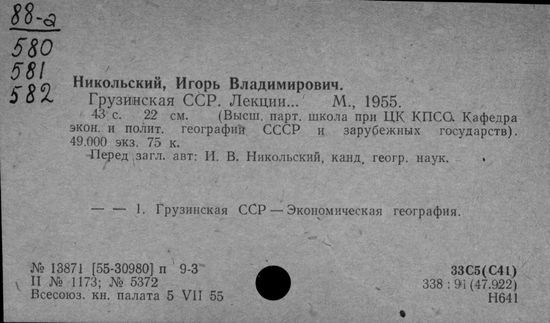 88-а
580
581
582
Никольский, Игорь Владимирович.
Грузинская ССР. Лекции... М., 1955.
43 с. 22 см. (Высш. парт. школа при ЦК КПСС. Кафедра
экон. и полит. географии СССР и зарубежных государств).
49.000 экз. 75 к.
Перед загл. авт: И. В. Никольский, канд. геогр. наук.
— — 1. Грузинская ССР — Экономическая география.
№ 13871 [55-30980] п 9-3
П № 1173; № 5372
Всесоюз. кн. палата 5 VII 55
33С5(С41)
338 : 91 (47.922)
Н641